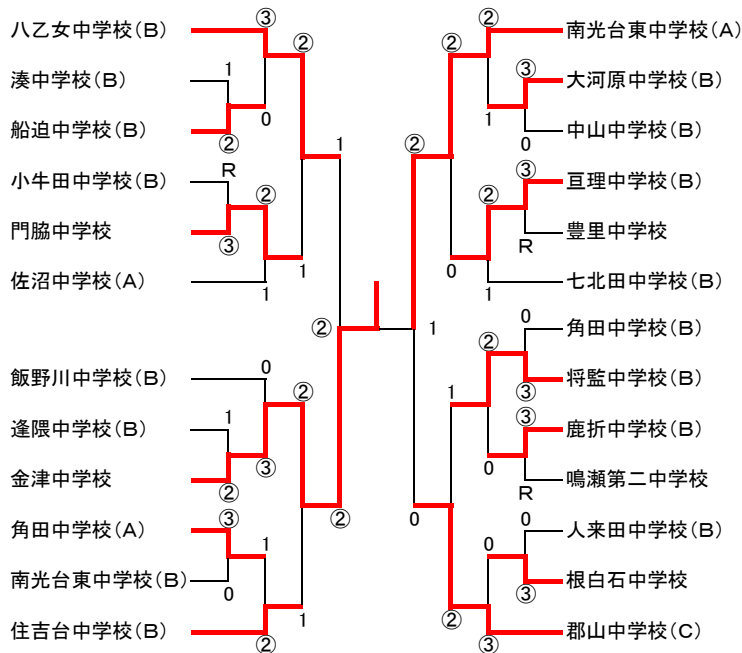 八乙女中学校(B)
③
②
1
湊中学校(B)
1
0
船迫中学校(B)
②
小牛田中学校(B)
R
②
門脇中学校
③
1
佐沼中学校(A)
1
②
飯野川中学校(B)
0
②
逢隈中学校(B)
1
③
金津中学校
②
②
角田中学校(A)
③
1
南光台東中学校(B)
0
1
住吉台中学校(B)
②
②
②
南光台東中学校(A)
③
大河原中学校(B)
1
0
中山中学校(B)
②
②
③
亘理中学校(B)
R
豊里中学校
0
1
七北田中学校(B)
1
0
角田中学校(B)
②
③
将監中学校(B)
1
③
鹿折中学校(B)
0
R
鳴瀬第二中学校
0
0
人来田中学校(B)
0
③
根白石中学校
②
③
郡山中学校(C)